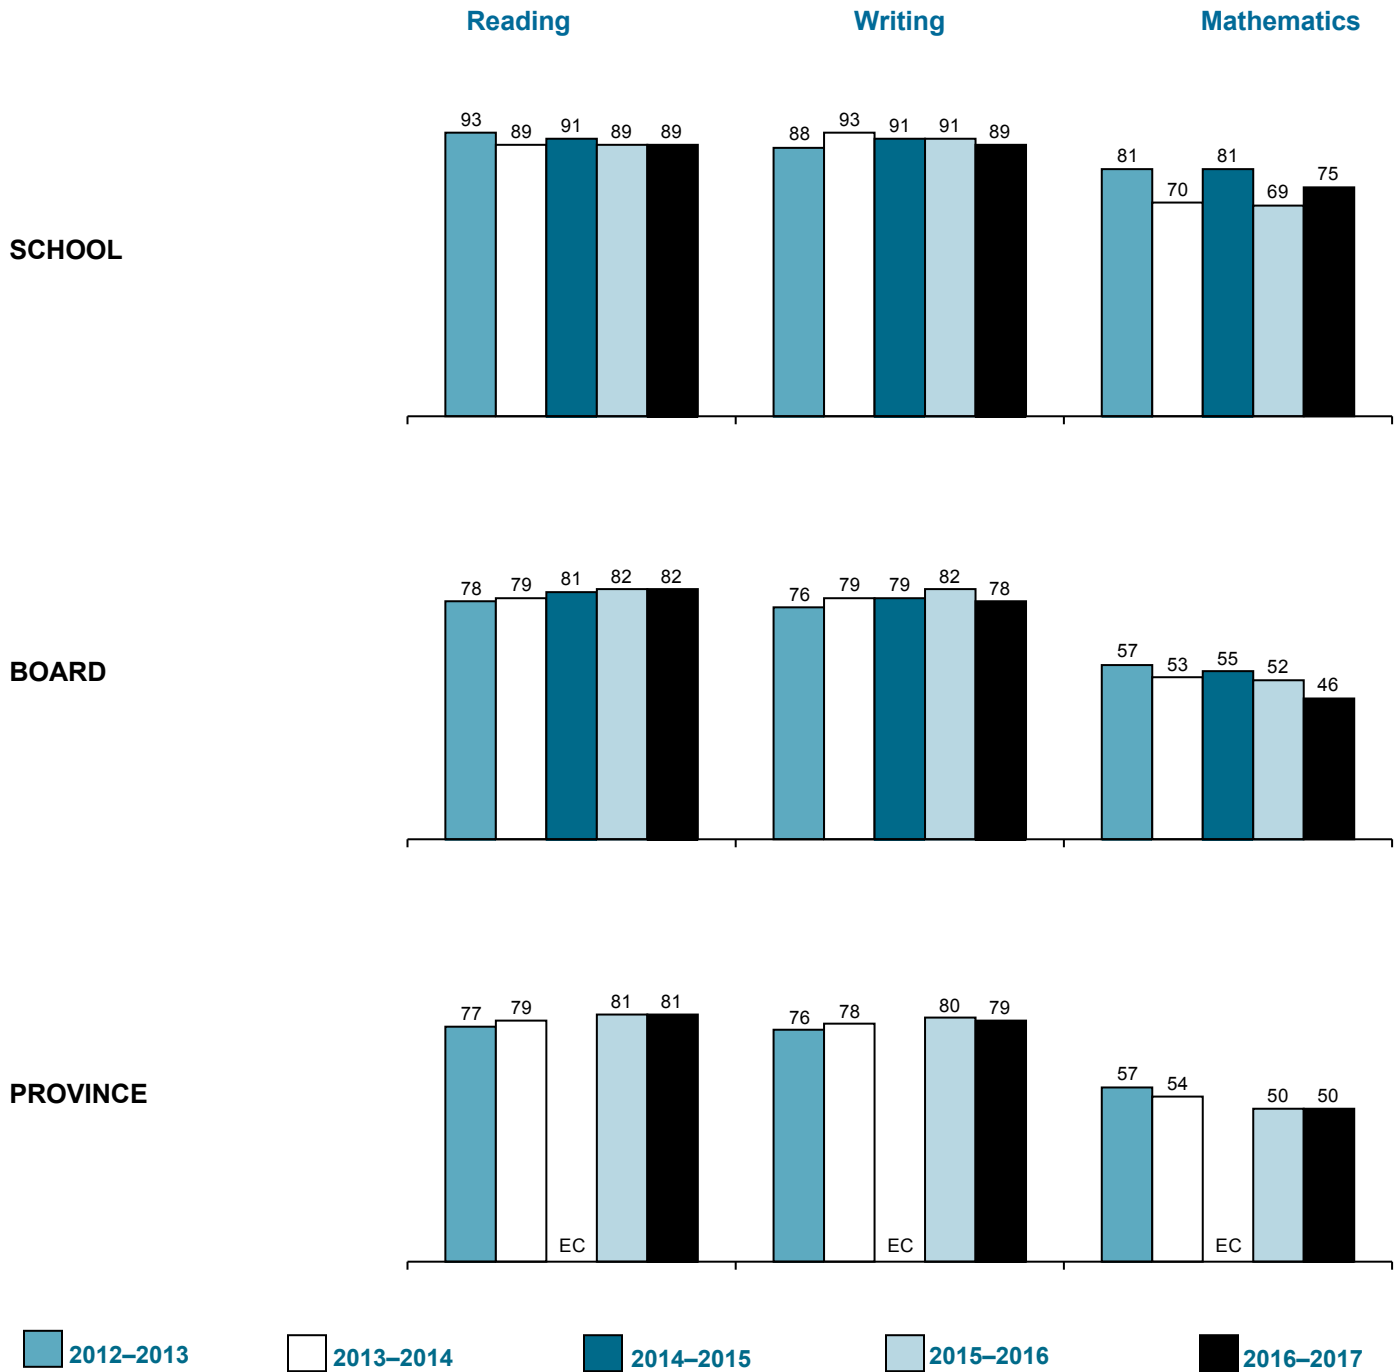 Reading Writing Mathematics
SCHOOL
93 89 91 89 89 88 93 91 91 89 81 70 81 69 75
BOARD
78 79 81 82 82 76 79 79 82 78 57 53 55 52 46
PROVINCE
77 79 EC 81 81 76 78 EC 80 79 57 54 EC 50 50
2012–2013 2013–2014 2014–2015 2015–2016 2016–2017